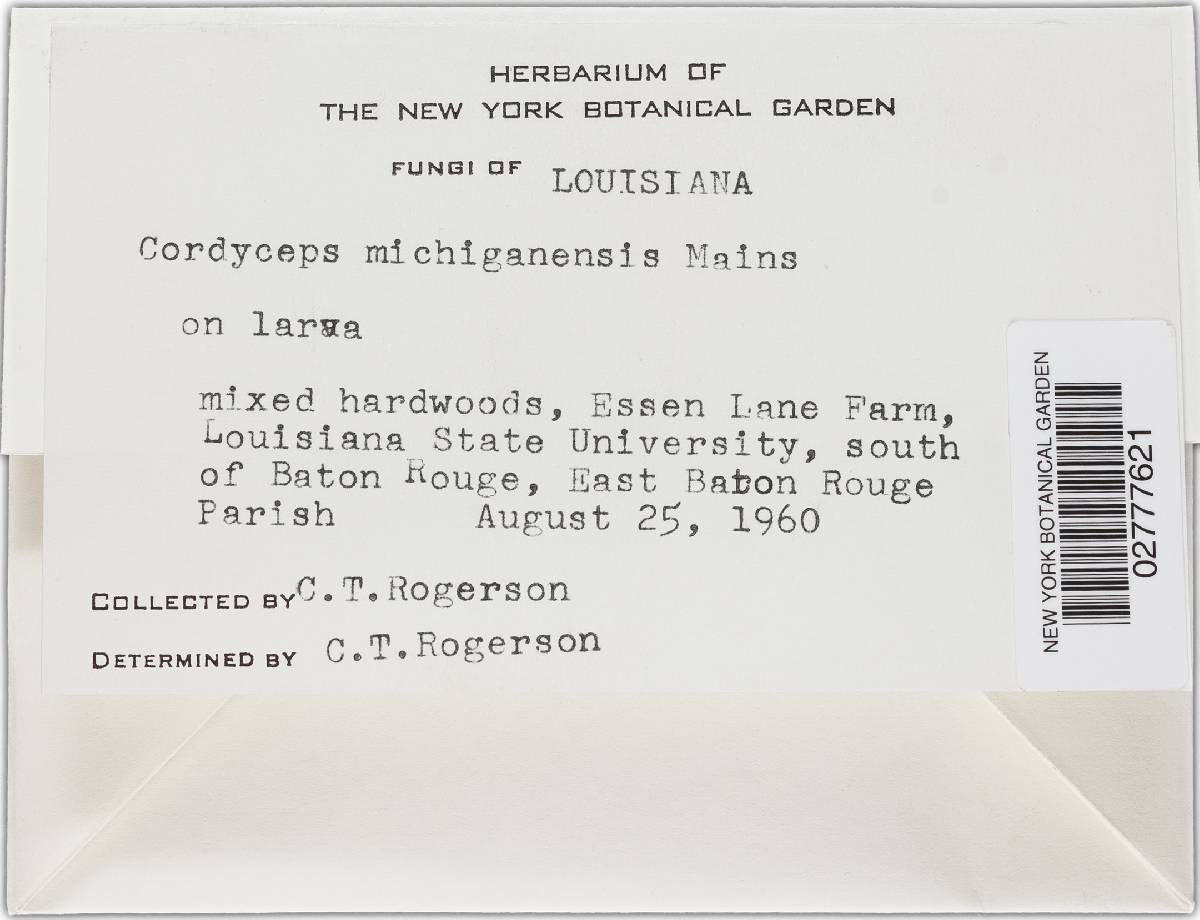 HERBARIUM OF
THE NEW YORK BOTANICAL GARDEN
FUNGI OF LOUISIANA
Cordyceps michiganensis Mains
on larva
mixed hardwoods, Essen Lane Farm,
Louisiana State University, south
of Baton Rouge, East Baton Rouge
Parish August 25, 1960
COLLECTED BY C.T.Rogerson
DETERMINED BY C.T.Rogerson
NEW YORK BOTANICAL GARDEN
02777621